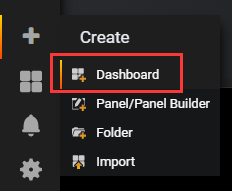 Create
Dashboard
Panel/Panel Builder
Folder
Import